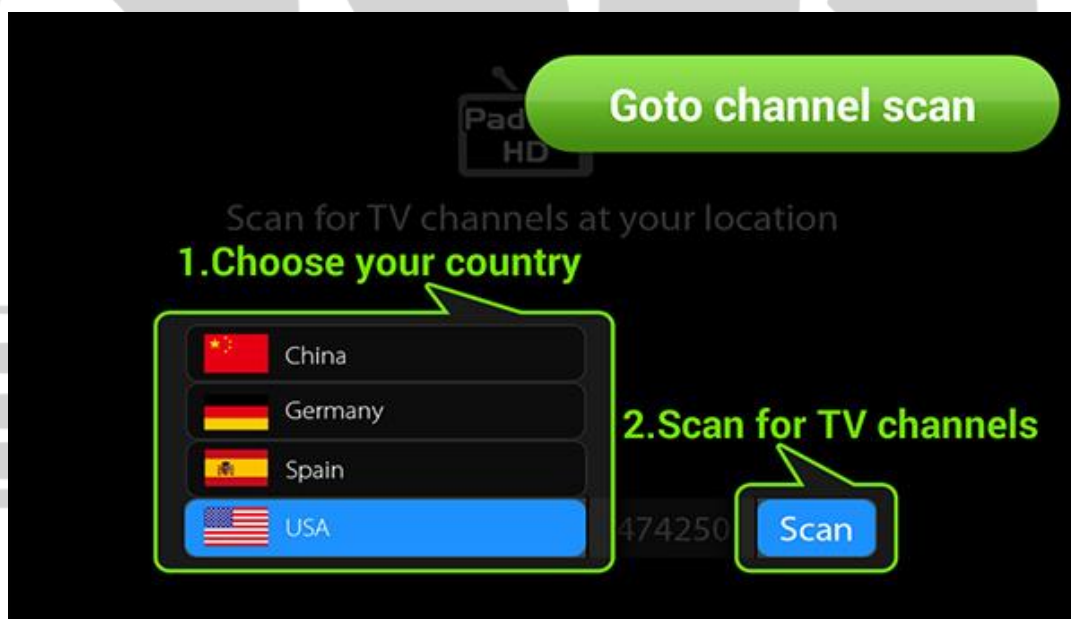 Goto channel scan
Pad
HD
Scan for TV channels at your location
1.Choose your country
China
Germany
Spain
2.Scan for TV channels
USA
474250
Scan